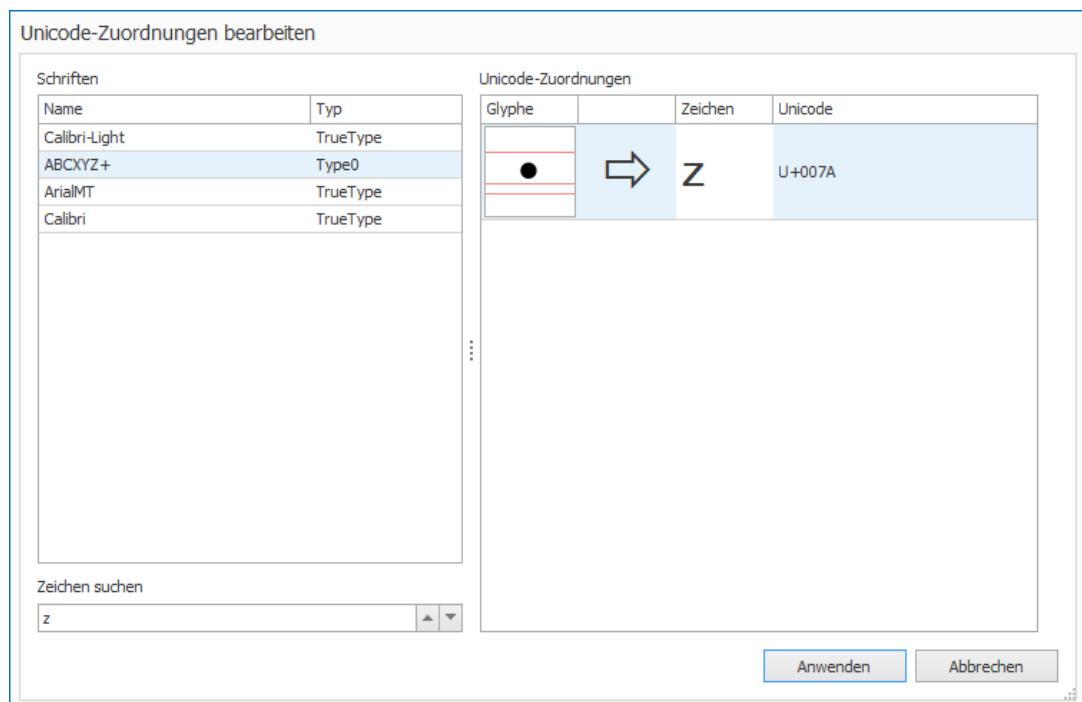 Unicode-Zuordnungen bearbeiten
Schriften
Name Typ
Calibri-Light TrueType
ABCXYZ+ Type0
ArialMT TrueType
Calibri TrueType
Zeichen suchen
z
Unicode-Zuordnungen
Glyphe Zeichen Unicode
● ⇨ z U+007A
Anwenden Abbrechen